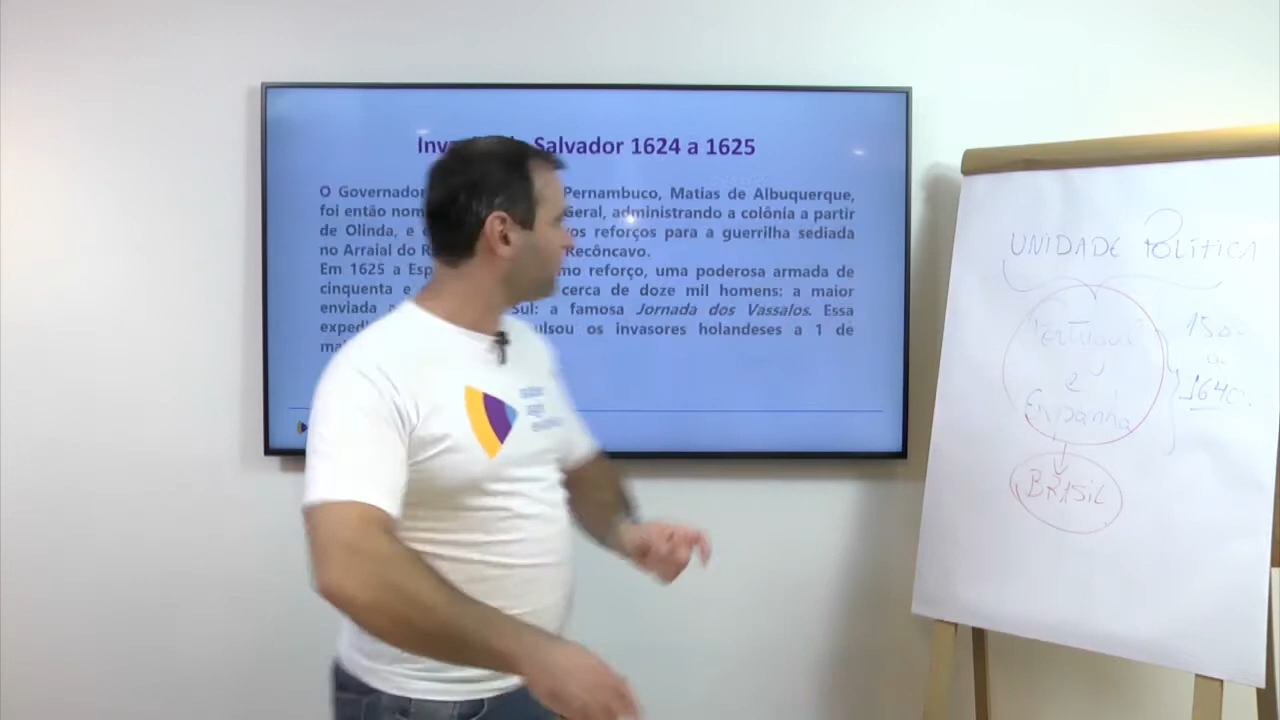 Salvador 1624 a 1625
O Governador Pernambuco, Matias de Albuquerque,
foi então Geral, administrando a colônia a partir
de Olinda, e reforços para a guerrilha sediada
no Arraial do Recôncavo.
Em 1625 a reforço, uma poderosa armada de
cinquenta e cerca de doze mil homens: a maior
enviada Sul: a famosa Jornada dos Vassalos. Essa
os invasores holandeses a 1 de
UNIDADE POLÍTICA
Portugal
e
Espanha
a
1640.
BRASIL